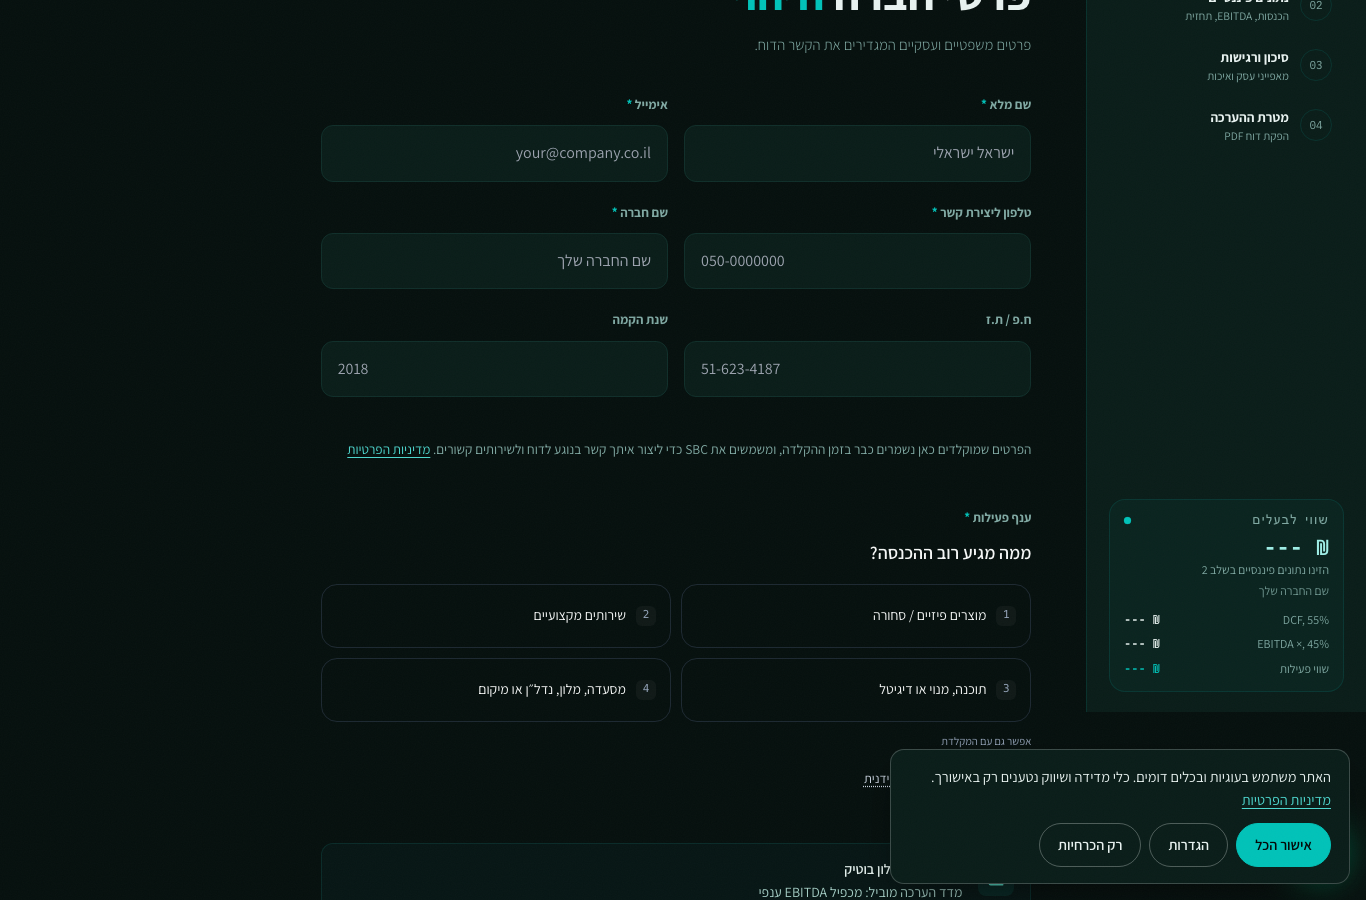 פרטי חברה וזיהוי
פרטים משפטיים ועסקיים המגדירים את הקשר הדוח.
שם מלא *
אימייל *
ישראל ישראלי
your@company.co.il
טלפון ליצירת קשר *
שם חברה *
050-0000000
שם החברה שלך
ח.פ / ת.ז
שנת הקמה
51-623-4187
2018
הפרטים שמוקלדים כאן נשמרים כבר בזמן ההקלדה, ומשמשים את SBC כדי ליצור איתך קשר בנוגע לדוח ולשירותים קשורים. מדיניות הפרטיות
ענף פעילות *
ממה מגיע רוב ההכנסה?
1 מוצרים פיזיים / סחורה
2 שירותים מקצועיים
3 תוכנה, מנוי או דיגיטל
4 מסעדה, מלון, נדל״ן או מיקום
אפשר גם עם המקלדת
ידנית
לון בוטיק
מדד הערכה מוביל: מכפיל EBITDA ענפי
02
הכנסות, EBITDA, תחזית
03 סיכון ורגישות
מאפייני עסק ואיכות
04 מטרת ההערכה
הפקת דוח PDF
שווי לבעלים
₪ ---
הזינו נתונים פיננסיים בשלב 2
שם החברה שלך
DCF, 55% ₪ ---
EBITDA ×, 45% ₪ ---
שווי פעילות ₪ ---
האתר משתמש בעוגיות ובכלים דומים. כלי מדידה ושיווק נטענים רק באישורך.
מדיניות הפרטיות
אישור הכל
הגדרות
רק הכרחיות